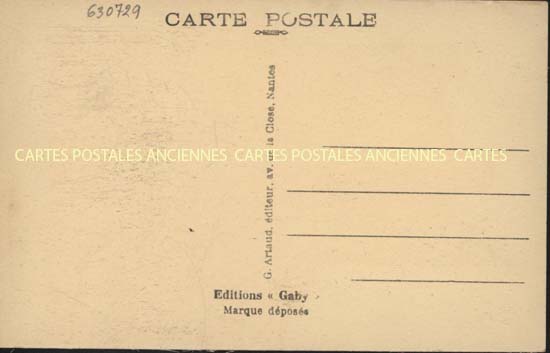 630729
CARTE POSTALE
G. Artaud, éditeur, av. de la Close, Nantes
CARTES POSTALES ANCIENNES CARTES POSTALES ANCIENNES CARTES
Editions « Gaby »
Marque déposée